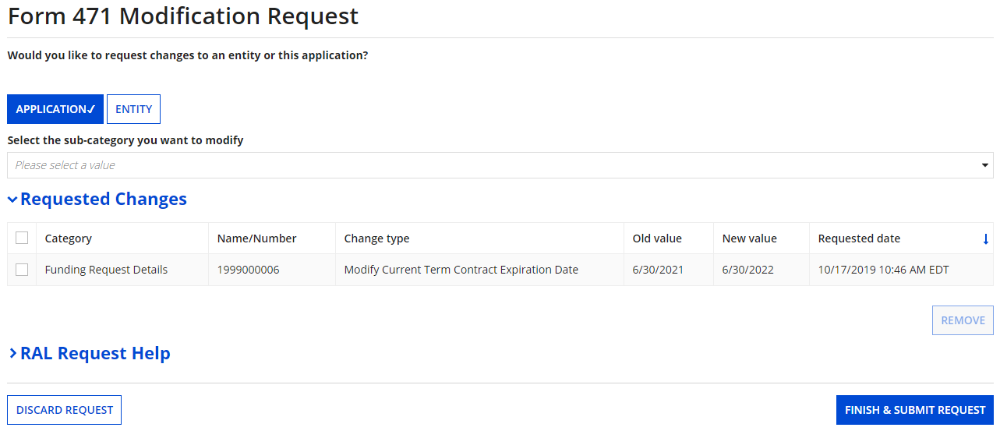 Form 471 Modification Request
Would you like to request changes to an entity or this application?
APPLICATION✓ ENTITY
Select the sub-category you want to modify
Please select a value
Requested Changes
Category Name/Number Change type Old value New value Requested date
Funding Request Details 1999000006 Modify Current Term Contract Expiration Date 6/30/2021 6/30/2022 10/17/2019 10:46 AM EDT
REMOVE
RAL Request Help
DISCARD REQUEST FINISH & SUBMIT REQUEST